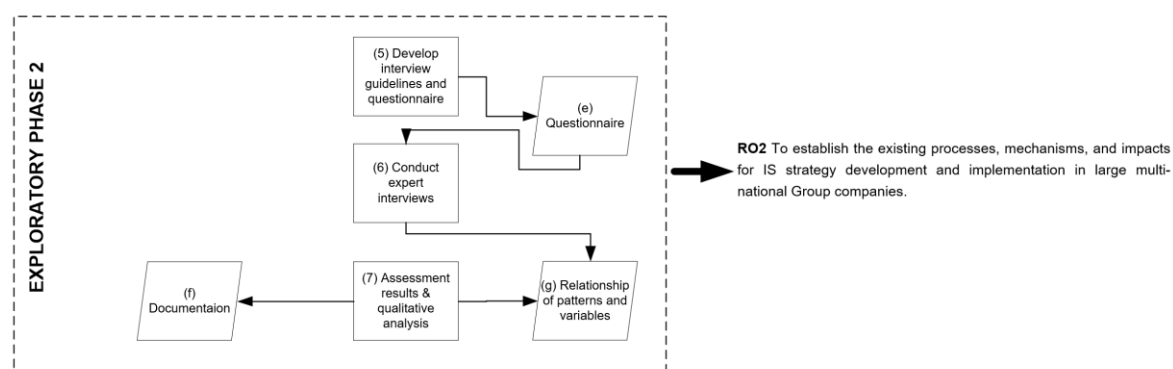 EXPLORATORY PHASE 2
(5) Develop
interview
guidelines and
questionnaire
(e)
Questionnaire
(6) Conduct
expert
interviews
(f)
Documentaion
(7) Assessment
results &
qualitative
analysis
(g) Relationship
of patterns and
variables
RO2 To establish the existing processes, mechanisms, and impacts
for IS strategy development and implementation in large multi-
national Group companies.